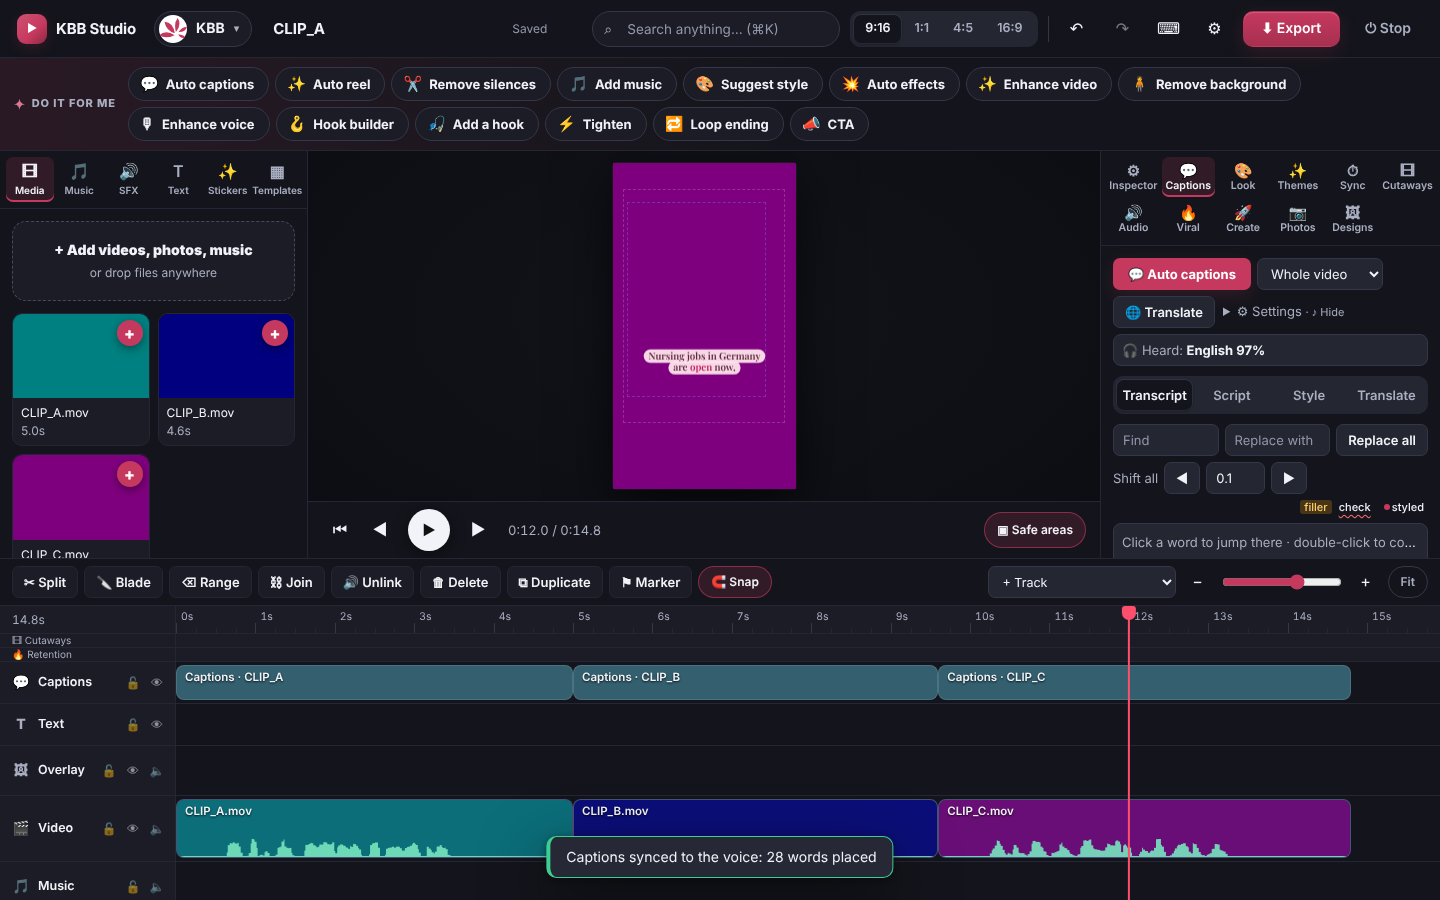 KBB Studio
KBB
CLIP_A
Saved
Search anything... (⌘K)
9:16
1:1
4:5
16:9
Export
Stop
DO IT FOR ME
Auto captions
Auto reel
Remove silences
Add music
Suggest style
Auto effects
Enhance video
Remove background
Enhance voice
Hook builder
Add a hook
Tighten
Loop ending
CTA
Media
Music
SFX
Text
Stickers
Templates
+ Add videos, photos, music
or drop files anywhere
CLIP_A.mov
5.0s
CLIP_B.mov
4.6s
CLIP_C.mov
Nursing jobs in Germany
are open now,
0:12.0 / 0:14.8
Safe areas
Inspector
Captions
Look
Themes
Sync
Cutaways
Audio
Viral
Create
Photos
Designs
Auto captions
Whole video
Translate
Settings · ♪ Hide
Heard: English 97%
Transcript
Script
Style
Translate
Find
Replace with
Replace all
Shift all
0.1
filler
check
styled
Click a word to jump there · double-click to co...
Split
Blade
Range
Join
Unlink
Delete
Duplicate
Marker
Snap
+ Track
−
+
Fit
14.8s
0s
1s
2s
3s
4s
5s
6s
7s
8s
9s
10s
11s
12s
13s
14s
15s
Cutaways
Retention
Captions
Captions · CLIP_A
Captions · CLIP_B
Captions · CLIP_C
T Text
Overlay
Video
CLIP_A.mov
CLIP_B.mov
CLIP_C.mov
Captions synced to the voice: 28 words placed
Music